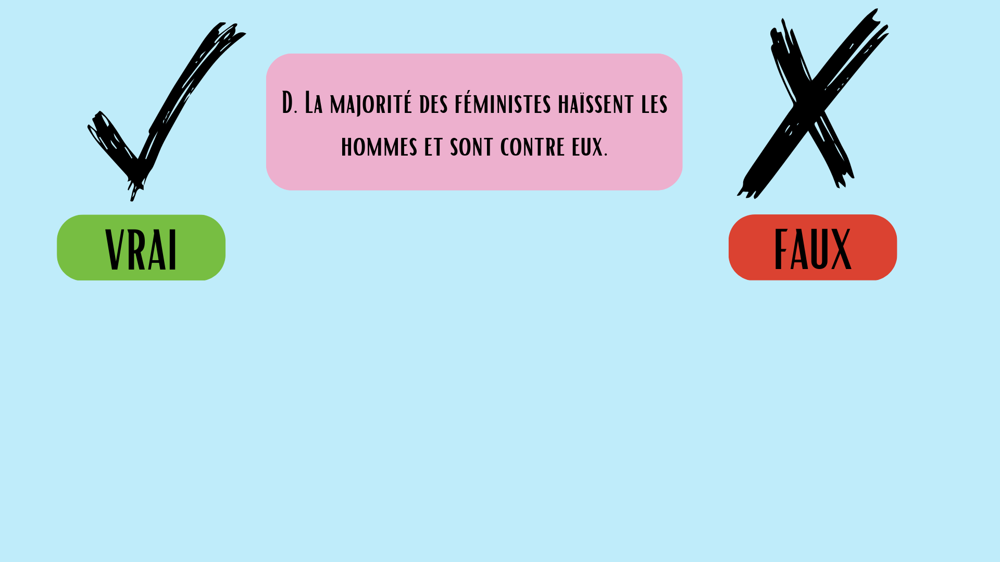 D. La majorité des féministes haïssent les
hommes et sont contre eux.
VRAI
FAUX